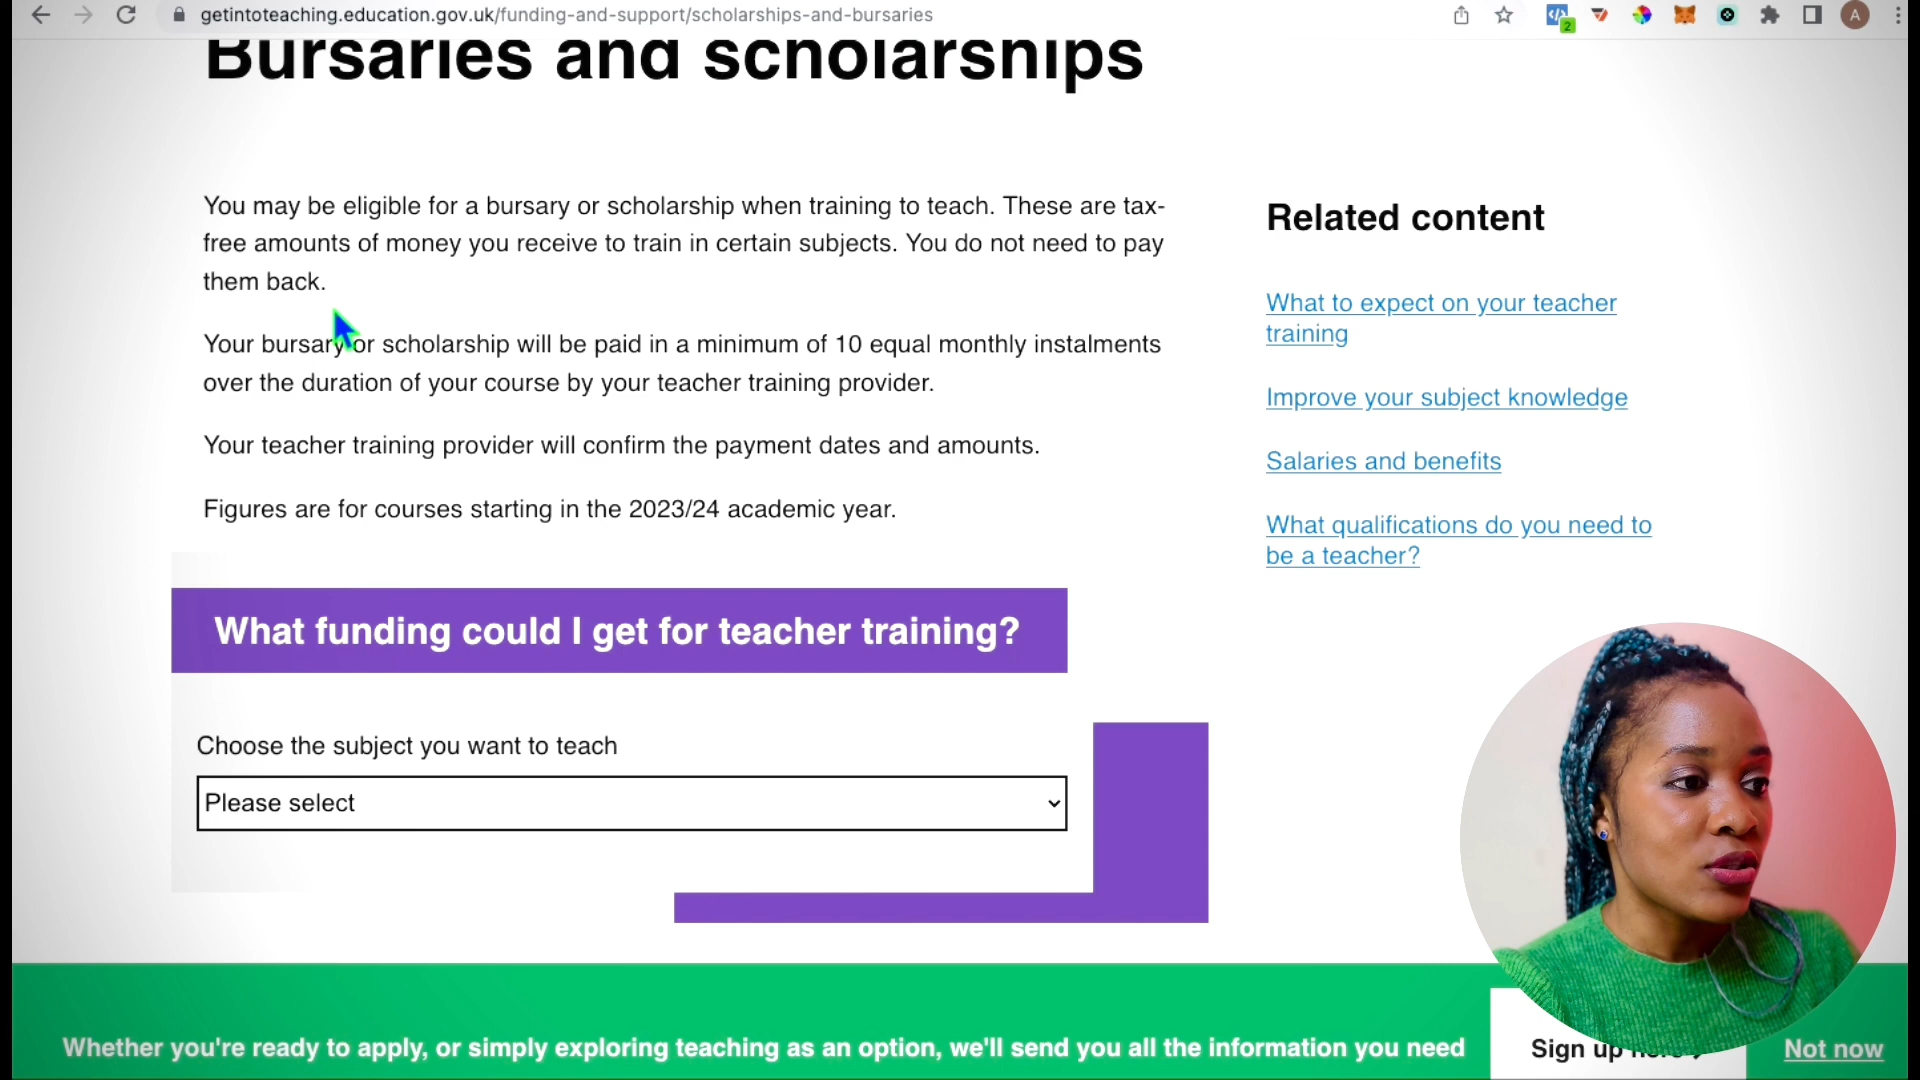 getintoteaching.education.gov.uk/funding-and-support/scholarships-and-bursaries
2
A
Bursaries and scholarships
You may be eligible for a bursary or scholarship when training to teach. These are tax-
free amounts of money you receive to train in certain subjects. You do not need to pay
them back.
Your bursary or scholarship will be paid in a minimum of 10 equal monthly instalments
over the duration of your course by your teacher training provider.
Your teacher training provider will confirm the payment dates and amounts.
Figures are for courses starting in the 2023/24 academic year.
What funding could I get for teacher training?
Choose the subject you want to teach
Please select
Related content
What to expect on your teacher
training
Improve your subject knowledge
Salaries and benefits
What qualifications do you need to
be a teacher?
Whether you're ready to apply, or simply exploring teaching as an option, we'll send you all the information you need
Sign up here
Not now